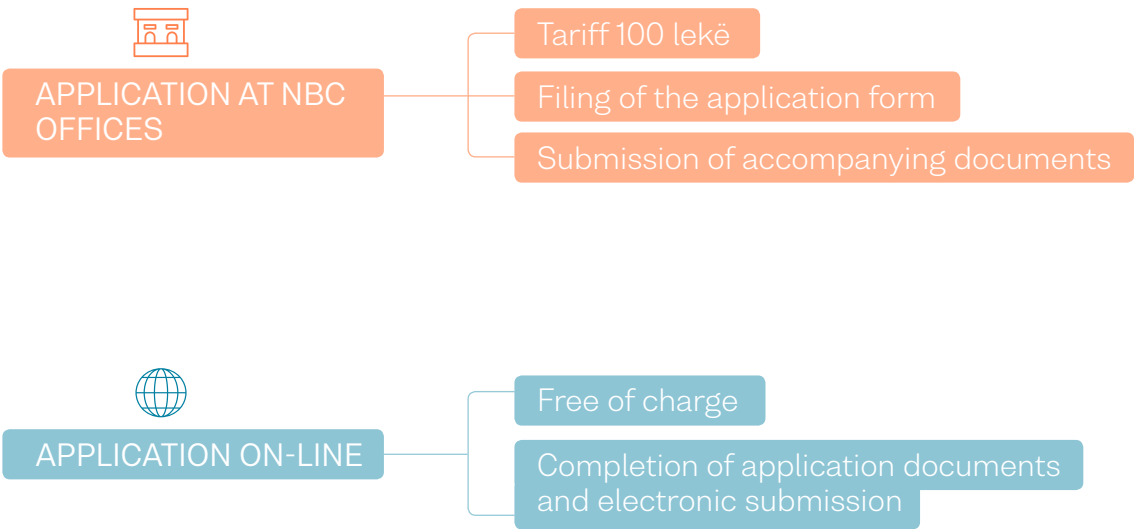 APPLICATION AT NBC
OFFICES
Tariff 100 lekë
Filing of the application form
Submission of accompanying documents
APPLICATION ON-LINE
Free of charge
Completion of application documents
and electronic submission